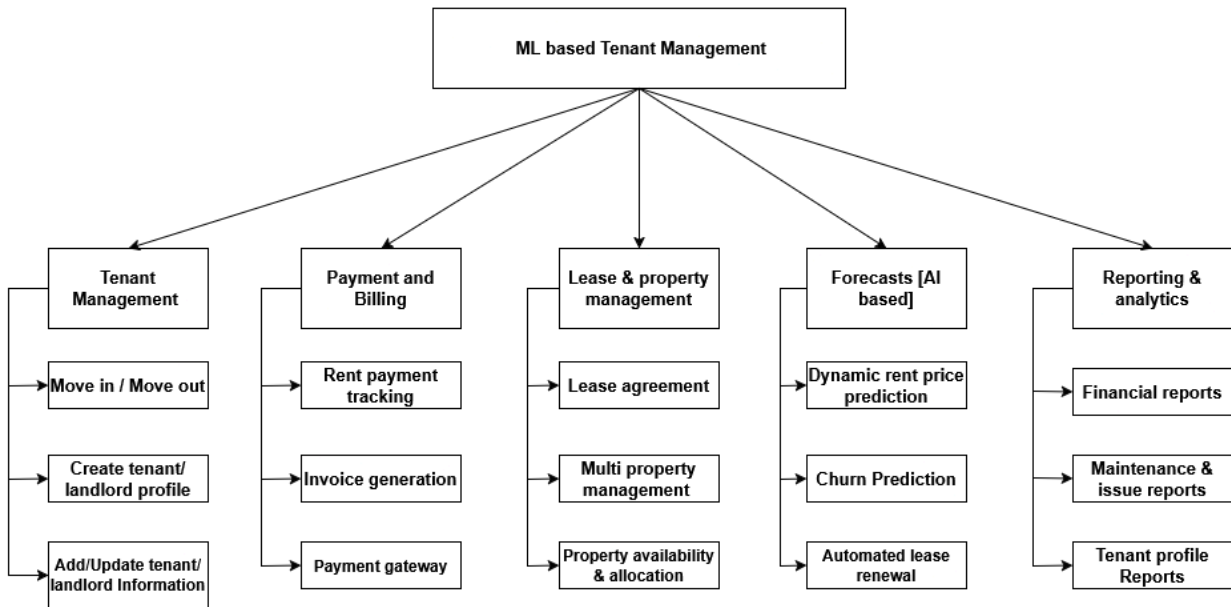 ML based Tenant Management
Tenant
Management
Payment and
Billing
Lease & property
management
Forecasts [AI
based]
Reporting &
analytics
Move in / Move out
Rent payment
tracking
Lease agreement
Dynamic rent price
prediction
Financial reports
Create tenant/
landlord profile
Invoice generation
Multi property
management
Churn Prediction
Maintenance &
issue reports
Add/Update tenant/
landlord Information
Payment gateway
Property availability
& allocation
Automated lease
renewal
Tenant profile
Reports